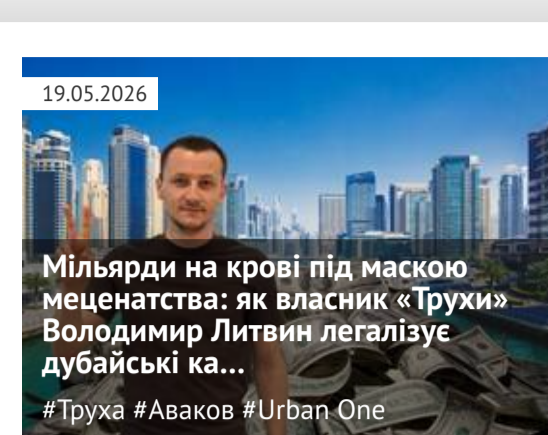 19.05.2026
Мільярди на крові під маскою
меценатства: як власник «Трухи»
Володимир Литвин легалізує
дубайські ка...
#Труха #Аваков #Urban One